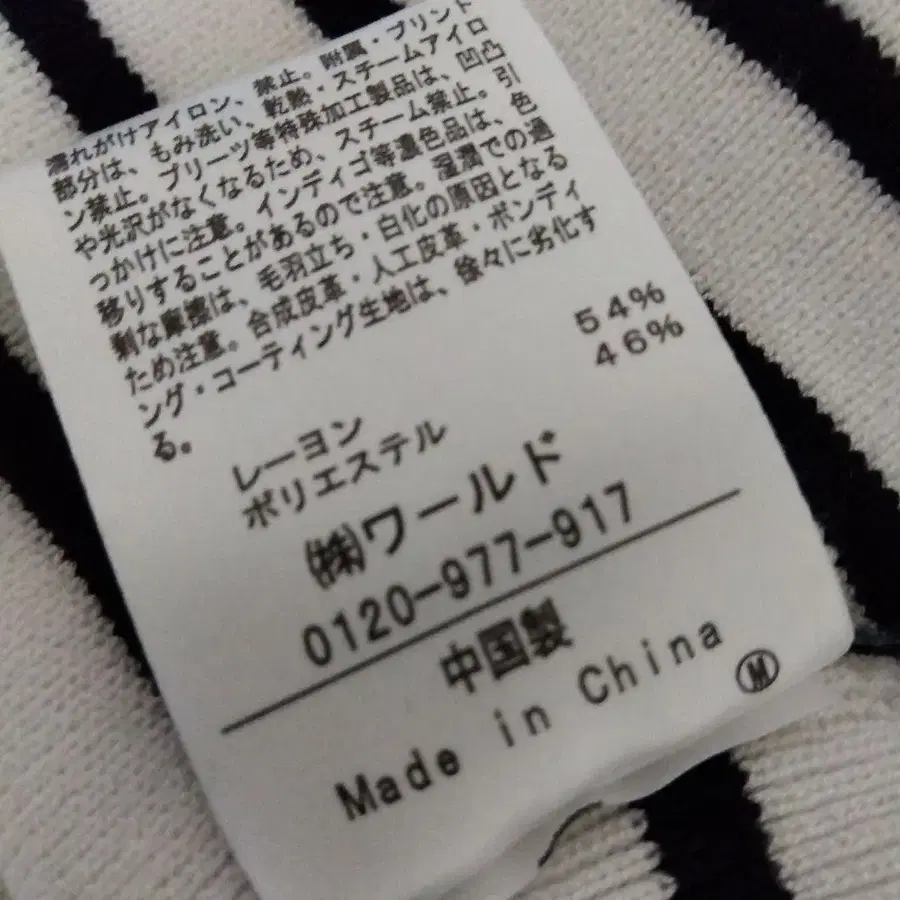 濡れがけアイロン、禁止。附属・プリント
部分は、もみ洗い、乾熱・スチームアイロ
ン禁止。プリーツ等特殊加工製品は、凹凸
や光沢がなくなるため、スチーム禁止。引
っかけに注意。インディゴ等濃色品は、色
移りすることがあるので注意。湿潤での過
剰な摩擦は、毛羽立ち・白化の原因となる
ため注意。合成皮革・人工皮革・ボンディ
ング・コーティング生地は、徐々に劣化す
る。
レーヨン 54%
ポリエステル 46%
㈱ワールド
0120-977-917
中国製
Made in China
Ⓜ